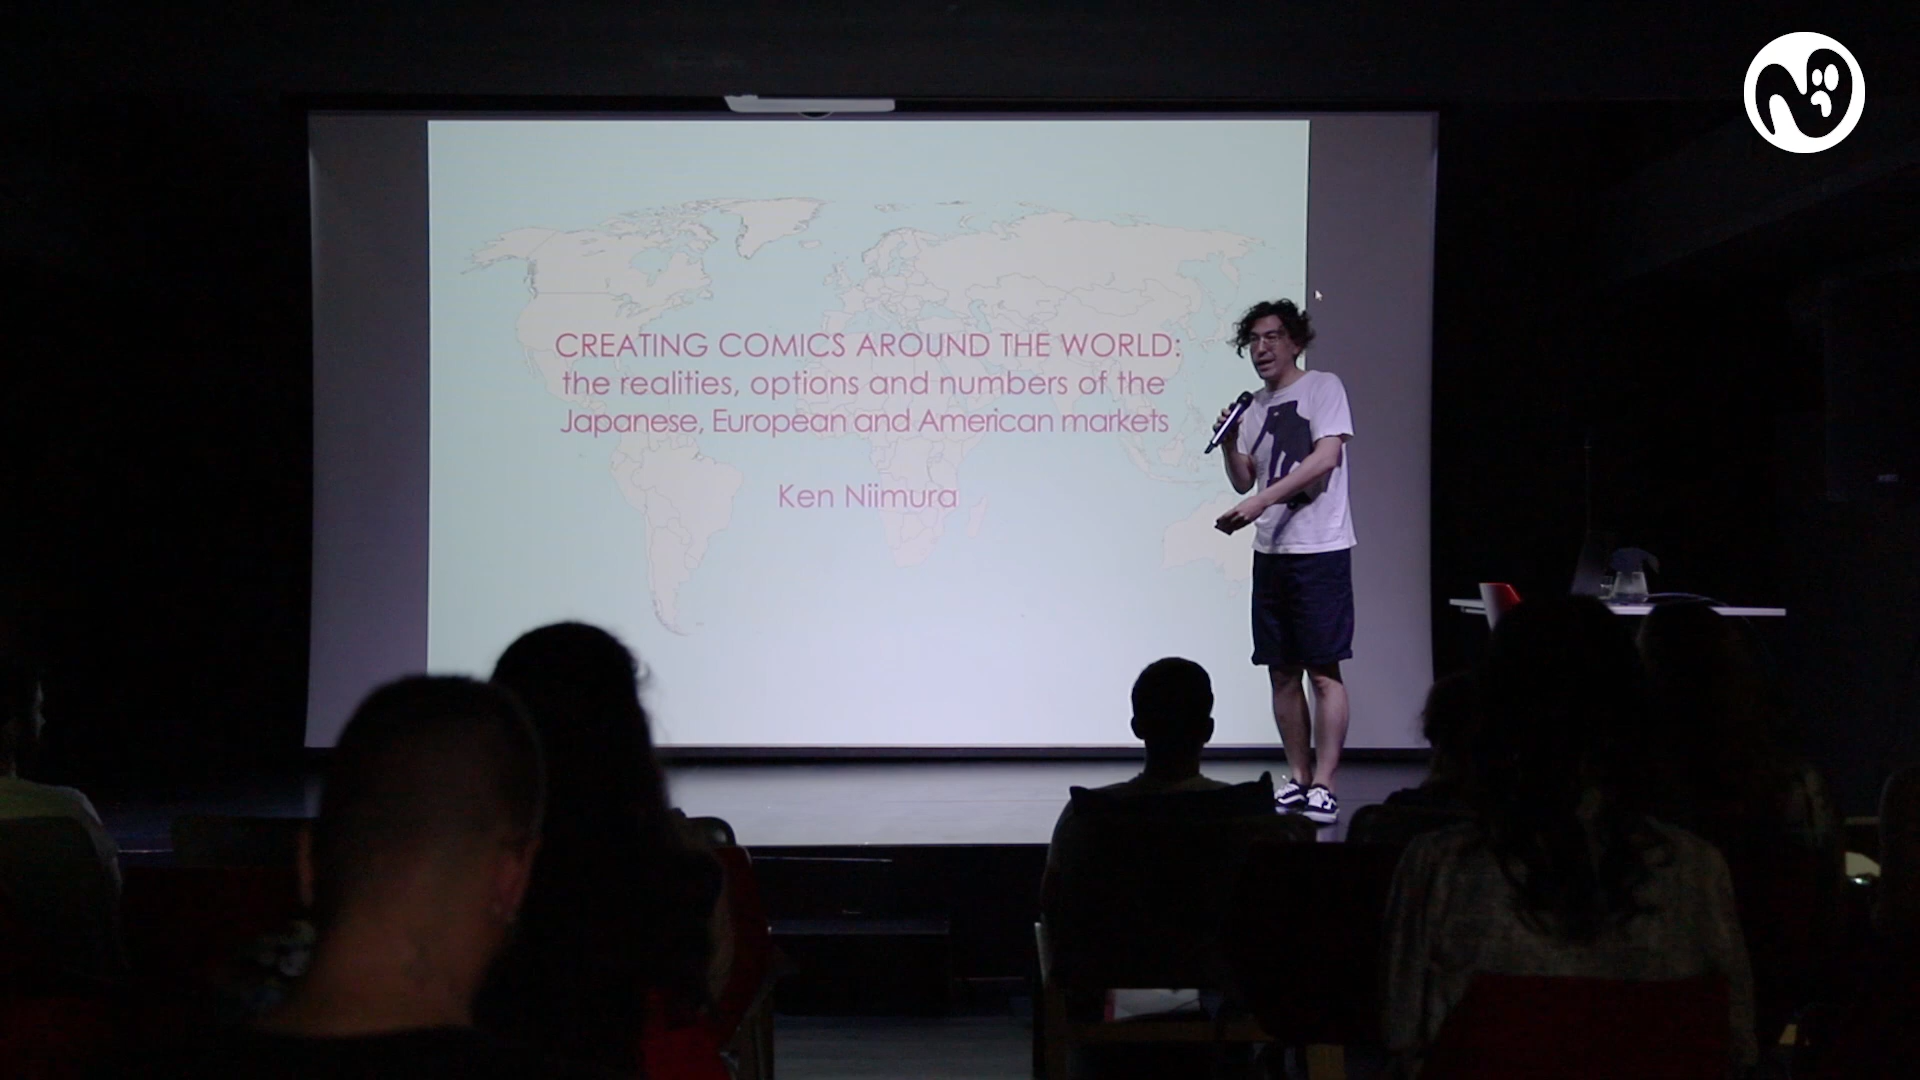 CREATING COMICS AROUND THE WORLD:
the realities, options and numbers of the
Japanese, European and American markets
Ken Niimura